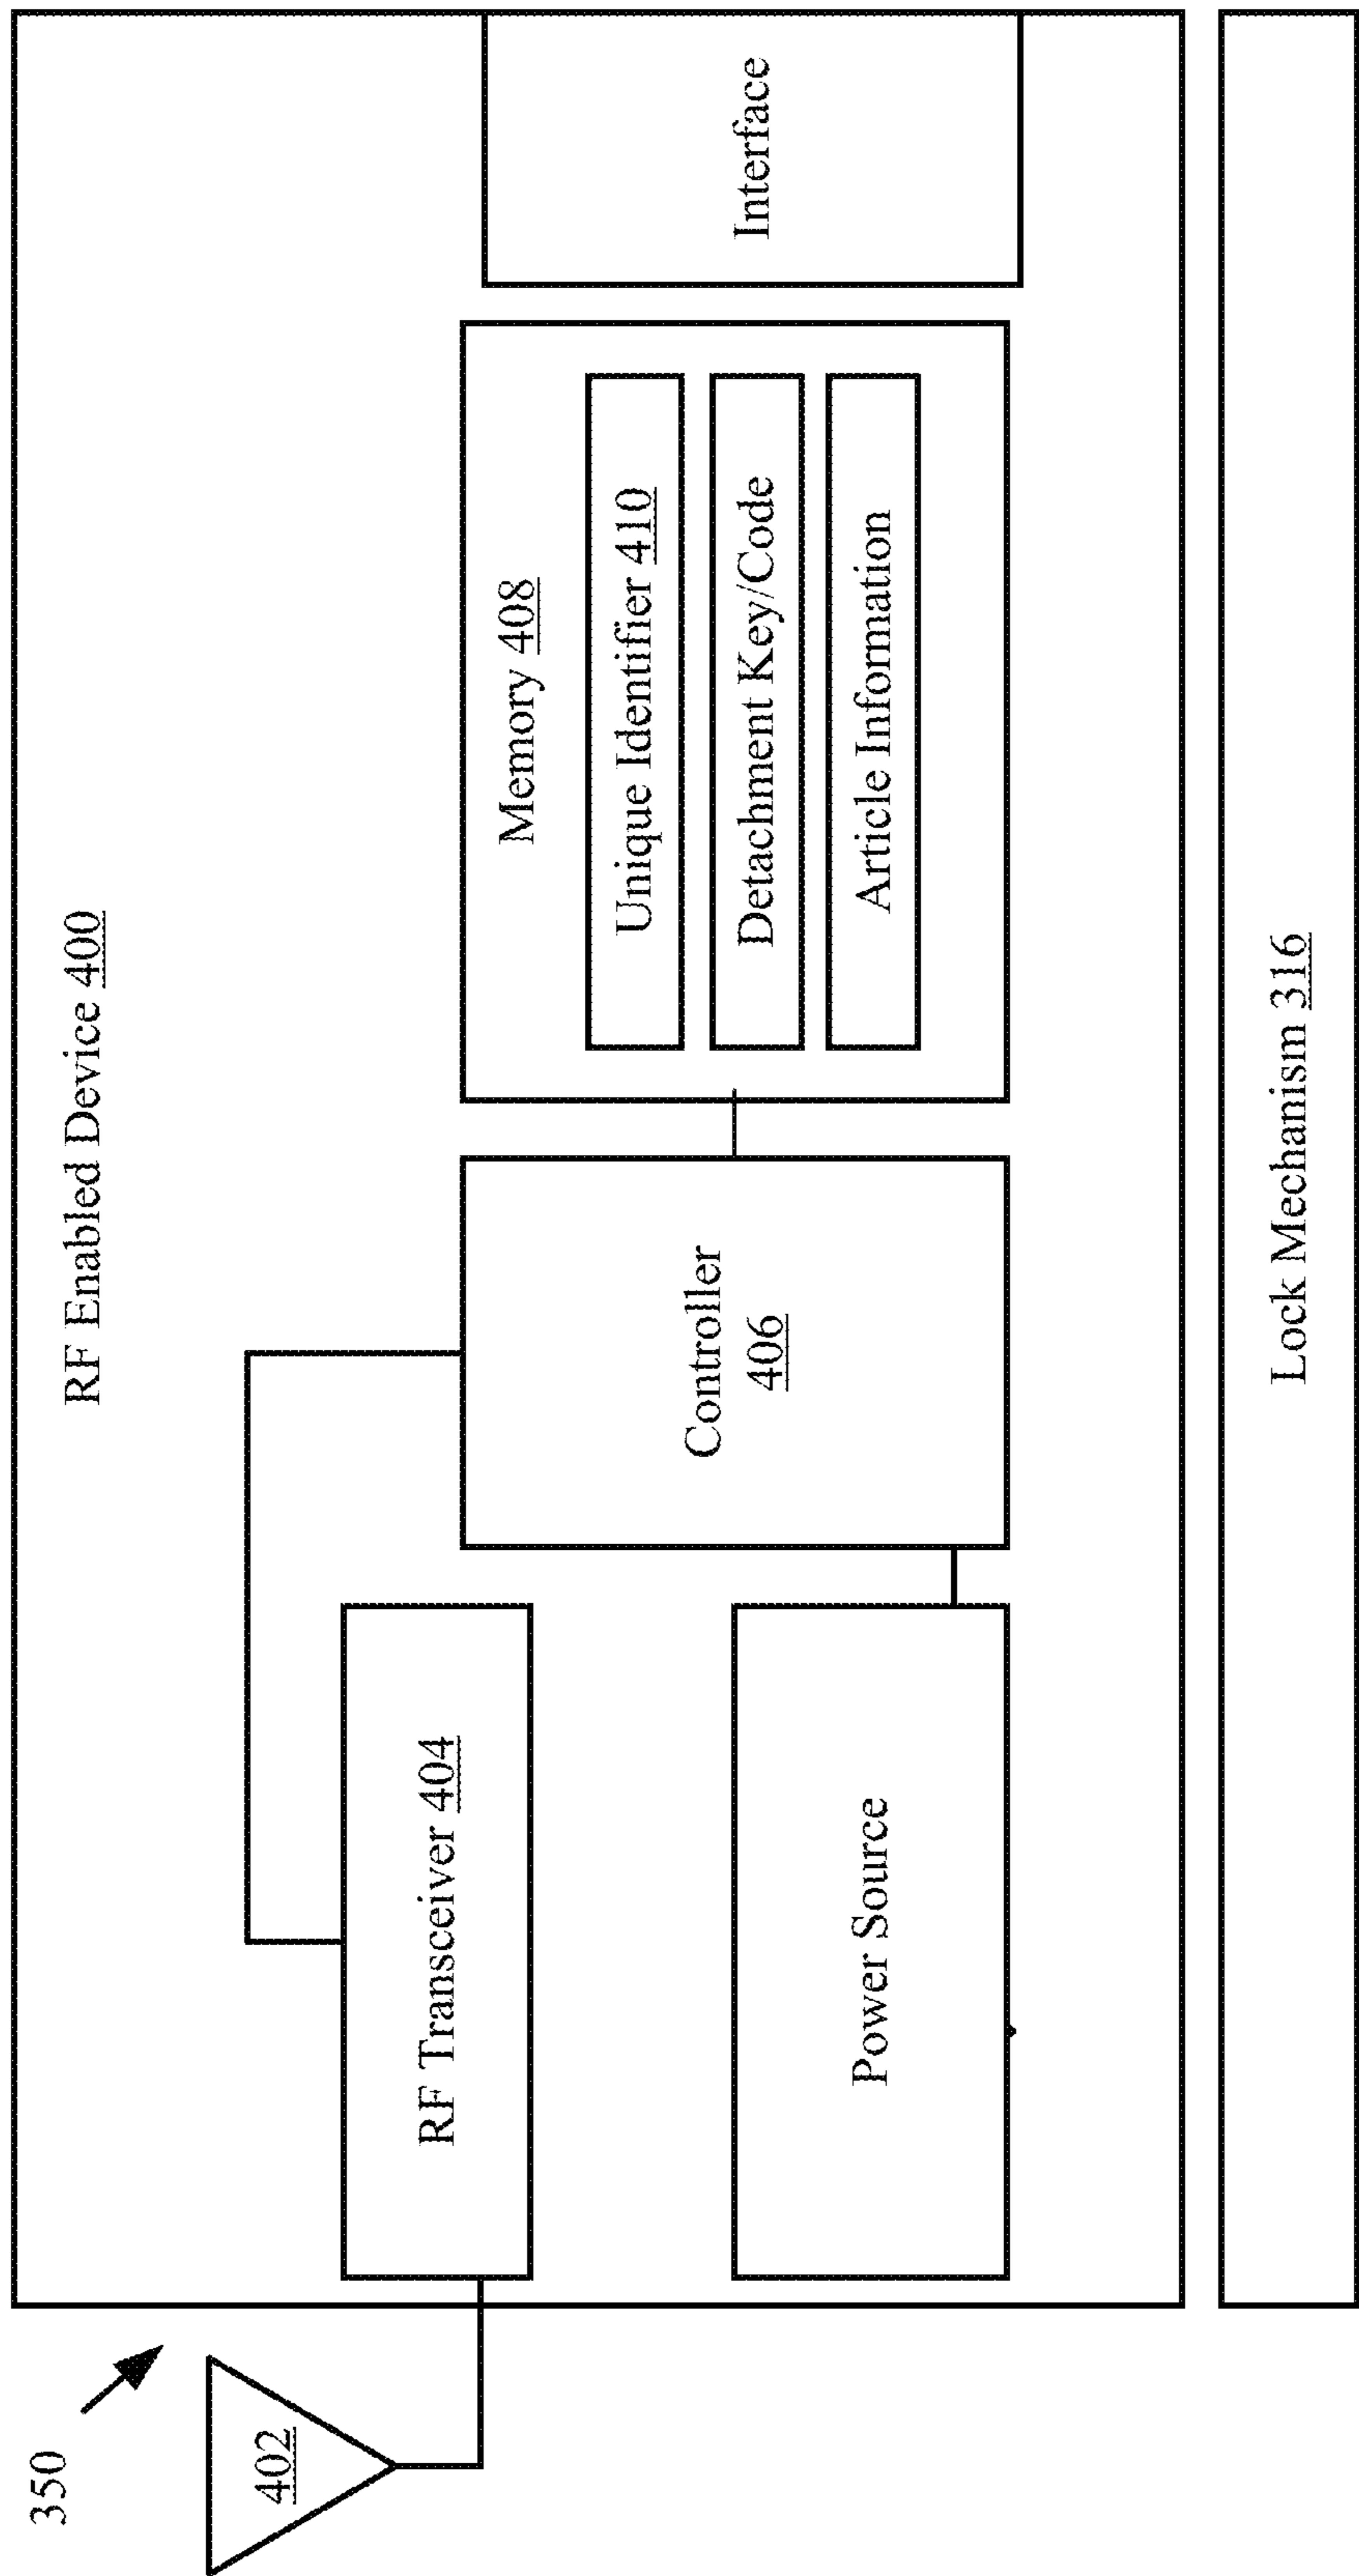 350
402
RF Enabled Device 400
RF Transceiver 404
Power Source
Controller
406
Memory 408
Unique Identifier 410
Detachment Key/Code
Article Information
Interface
Lock Mechanism 316